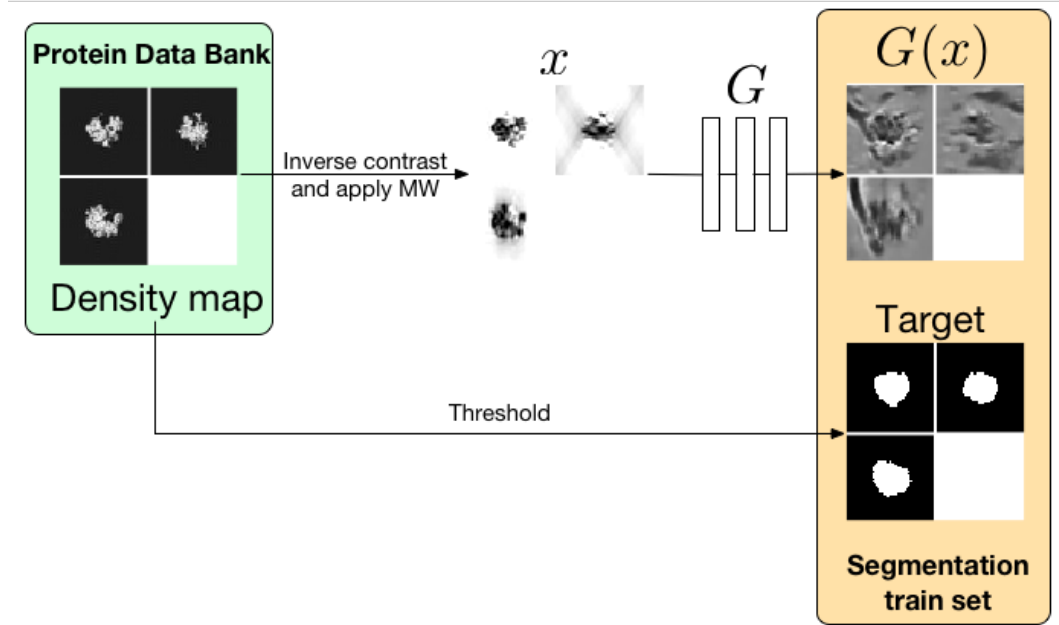 Protein Data Bank
Density map
Inverse contrast
and apply MW
x
G
G(x)
Target
Threshold
Segmentation
train set